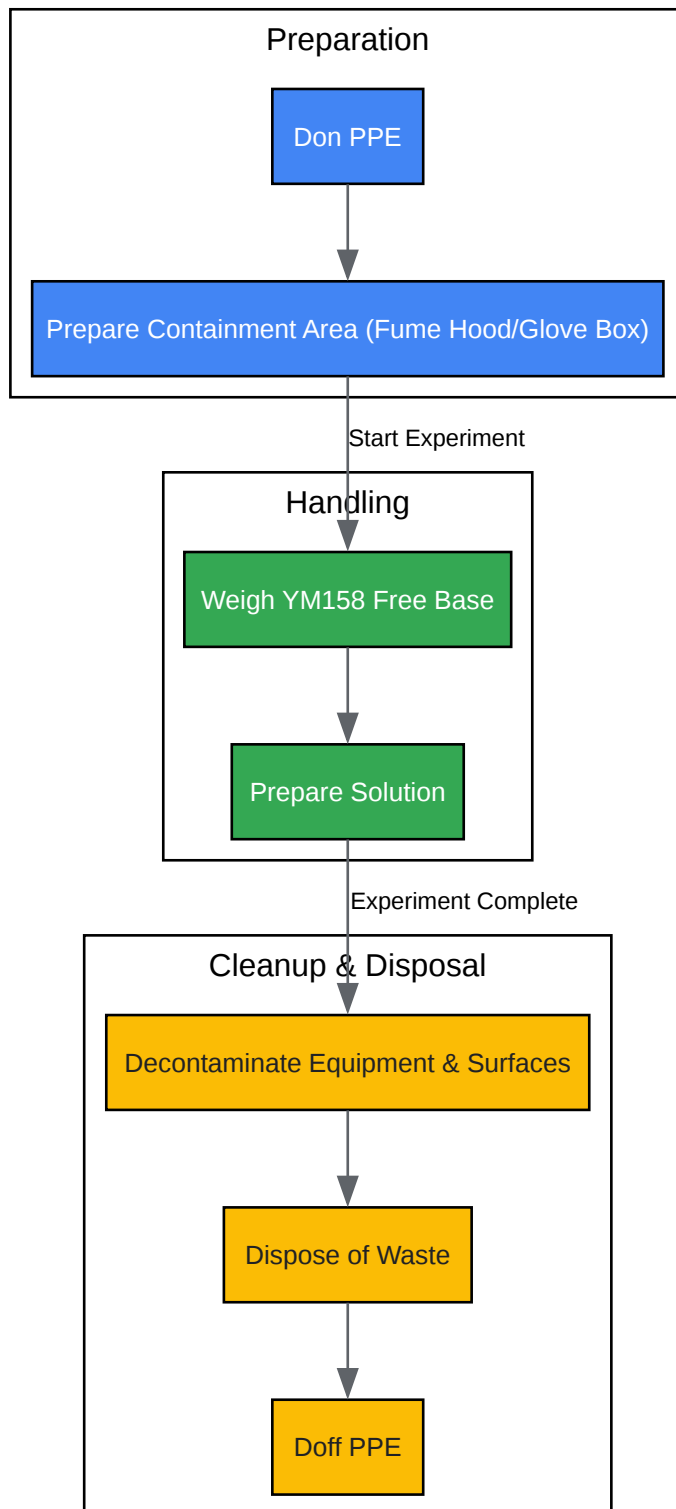 Preparation
Don PPE
Prepare Containment Area (Fume Hood/Glove Box)
Start Experiment
Handling
Weigh YM158 Free Base
Prepare Solution
Experiment Complete
Cleanup & Disposal
Decontaminate Equipment & Surfaces
Dispose of Waste
Doff PPE